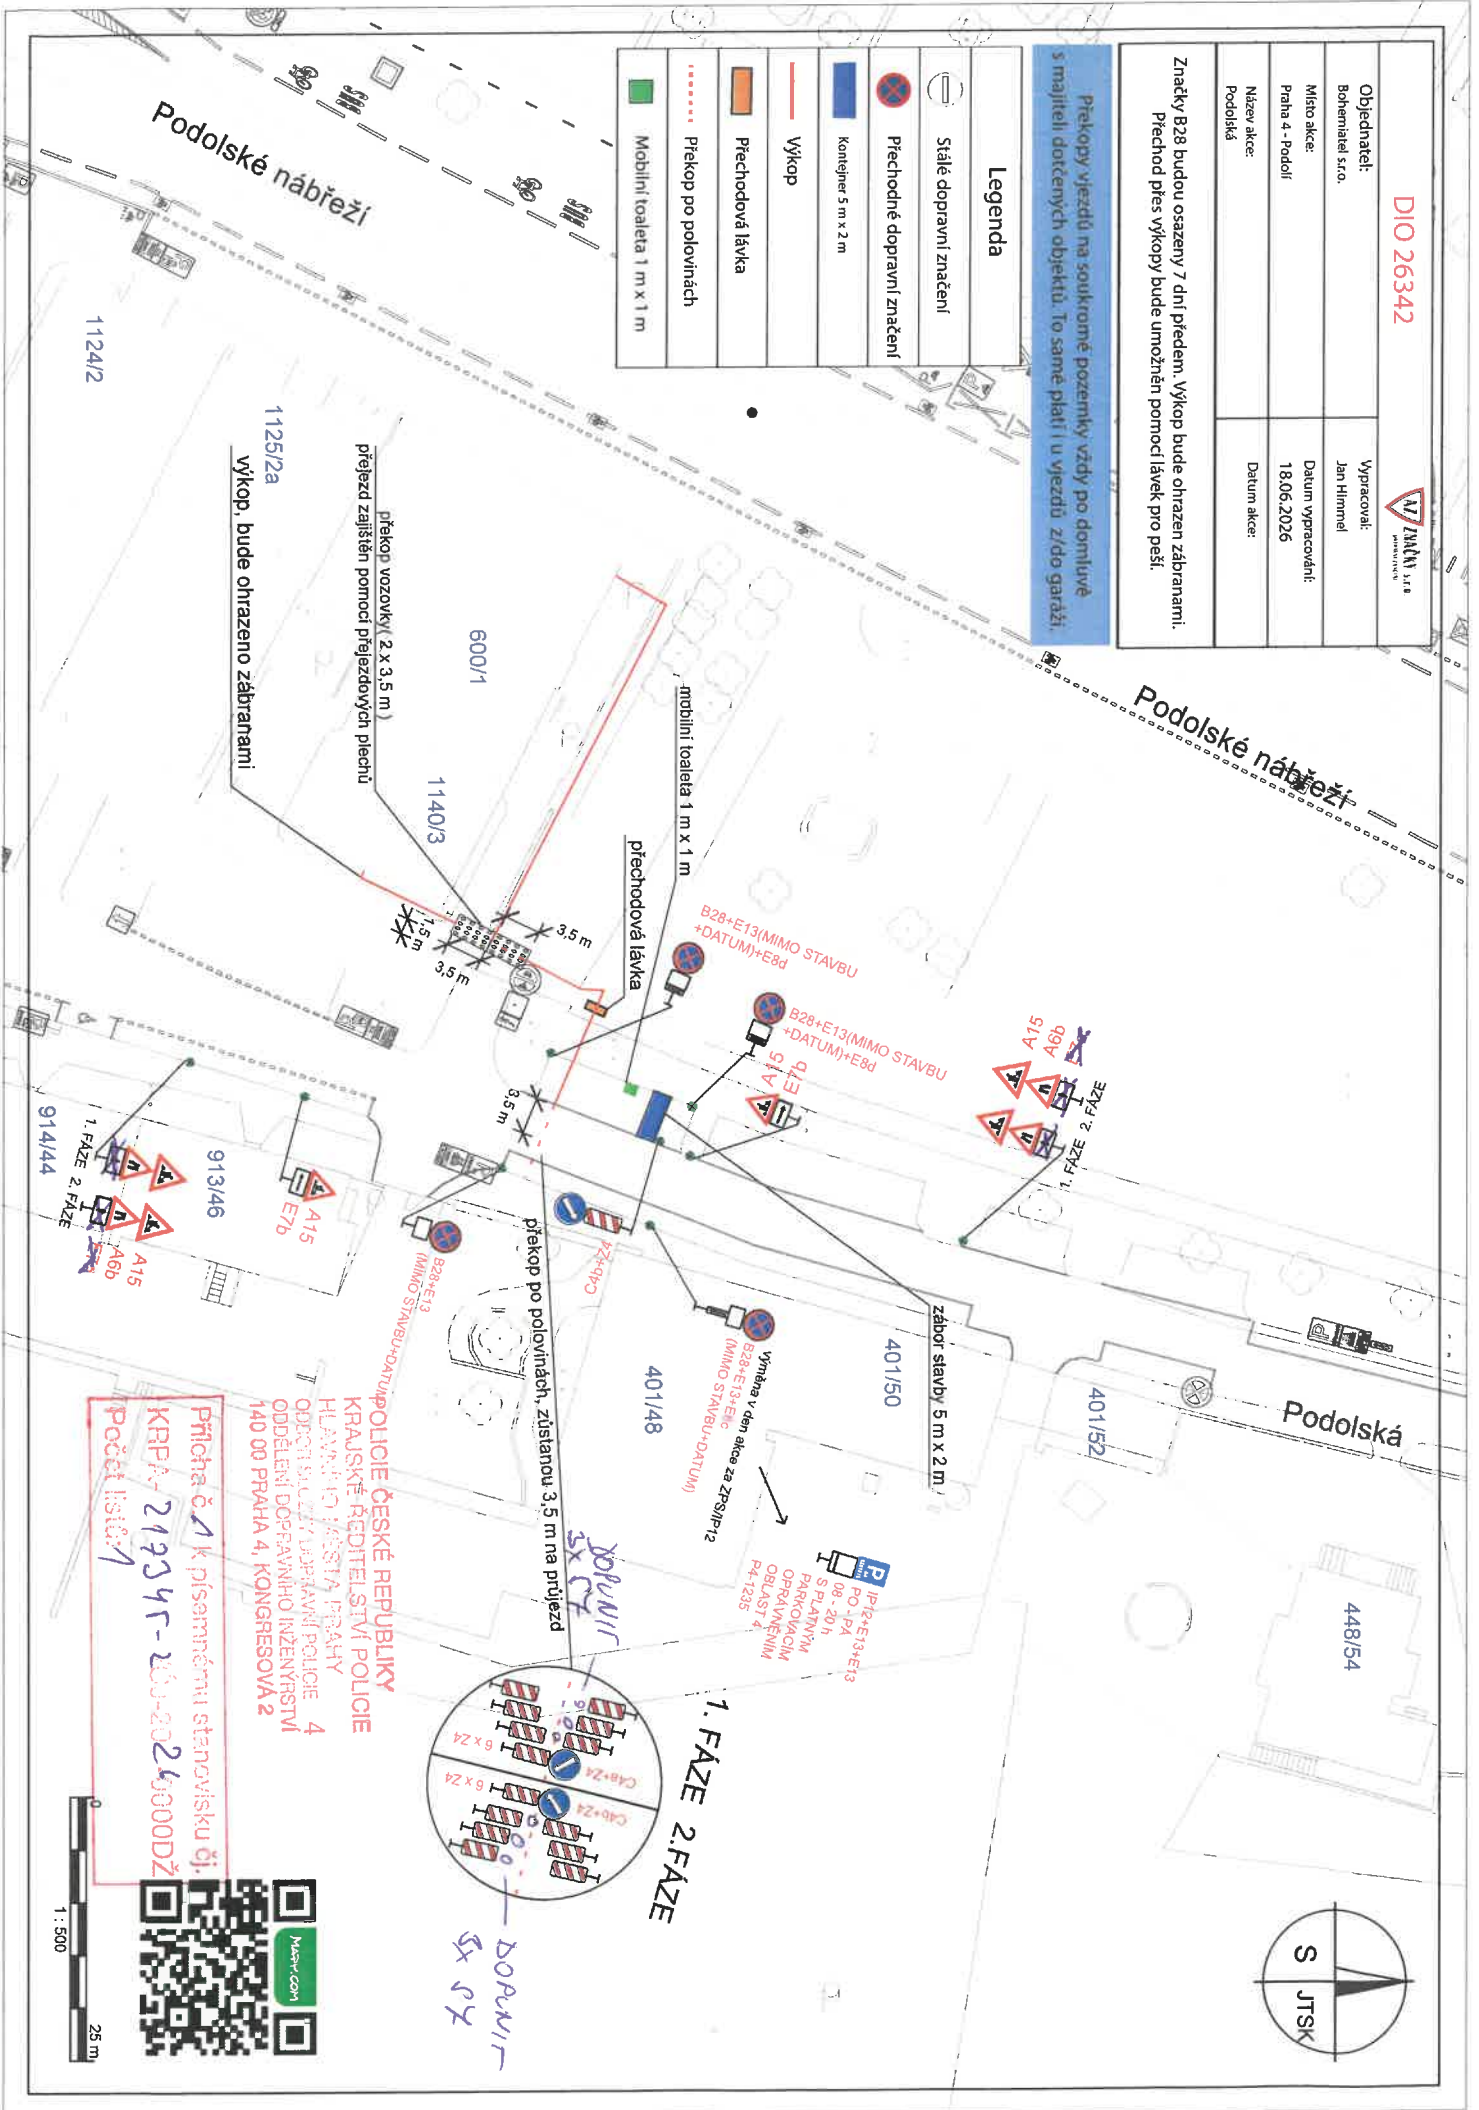 DIO 26342
AZ ZNAČKY s.r.o.
Objednatel:
Bohemiatel s.r.o.
Vypracoval:
Jan Himmel
Místo akce:
Praha 4 - Podolí
Datum vypracování:
18.06.2026
Název akce:
Podolská
Datum akce:
Značky B28 budou osazeny 7 dní předem. Výkop bude ohrazen zábranami.
Přechod přes výkopy bude umožněn pomocí lávek pro pěší.
Překopy vjezdů na soukromé pozemky vždy po domluvě
s majiteli dotčených objektů. To samé platí i u vjezdů z/do garáží.
Legenda
Stálé dopravní značení
Přechodné dopravní značení
Kontejner 5 m x 2 m
Výkop
Přechodová lávka
Překop po polovinách
Mobilní toaleta 1 m x 1 m
Podolské nábřeží
Podolské nábřeží
Podolská
1124/2
1125/2a
600/1
1140/3
914/44
913/46
401/48
401/50
401/52
448/54
výkop, bude ohrazeno zábranami
překop vozovky( 2 x 3,5 m )
přejezd zajištěn pomocí přejezdových plechů
mobilní toaleta 1 m x 1 m
přechodová lávka
3,5 m
3,5 m
1,5 m
3,5 m
B28+E13(MIMO STAVBU
+DATUM)+E8d
B28+E13(MIMO STAVBU
+DATUM)+E8d
A15
E7b
A15
A6b
1. FÁZE 2. FÁZE
zábor stavby 5 m x 2 m
C4b+Z4
překop po polovinách, zůstanou 3,5 m na průjezd
B28+E13
(MIMO STAVBU+DATUM)
výměna v den akce za ZPS/IP12
B28+E13+E8c
(MIMO STAVBU+DATUM)
IP12+E13+E13
PO - PÁ
08 - 20 h
S PLATNÝM
PARKOVACÍM
OPRÁVNĚNÍM
OBLAST 4
P4-1235
A15
E7b
1. FÁZE 2. FÁZE
A15
A6b
1. FÁZE 2.FÁZE
6 x Z4
C4a+Z4
6 x Z4
C4b+Z4
DOPLNIT
DOPLNIT
POLICIE ČESKÉ REPUBLIKY
KRAJSKÉ ŘEDITELSTVÍ POLICIE
HLAVNÍHO MĚSTA PRAHY
ODBOR SLUŽBY DOPRAVNÍ POLICIE 4
ODDĚLENÍ DOPRAVNÍHO INŽENÝRSTVÍ
140 00 PRAHA 4, KONGRESOVÁ 2
Příloha č. 1 k písemnému stanovisku čj.
KRPA-
Počet listů: 1
MAPY.COM
0
25 m
1: 500
S JTSK